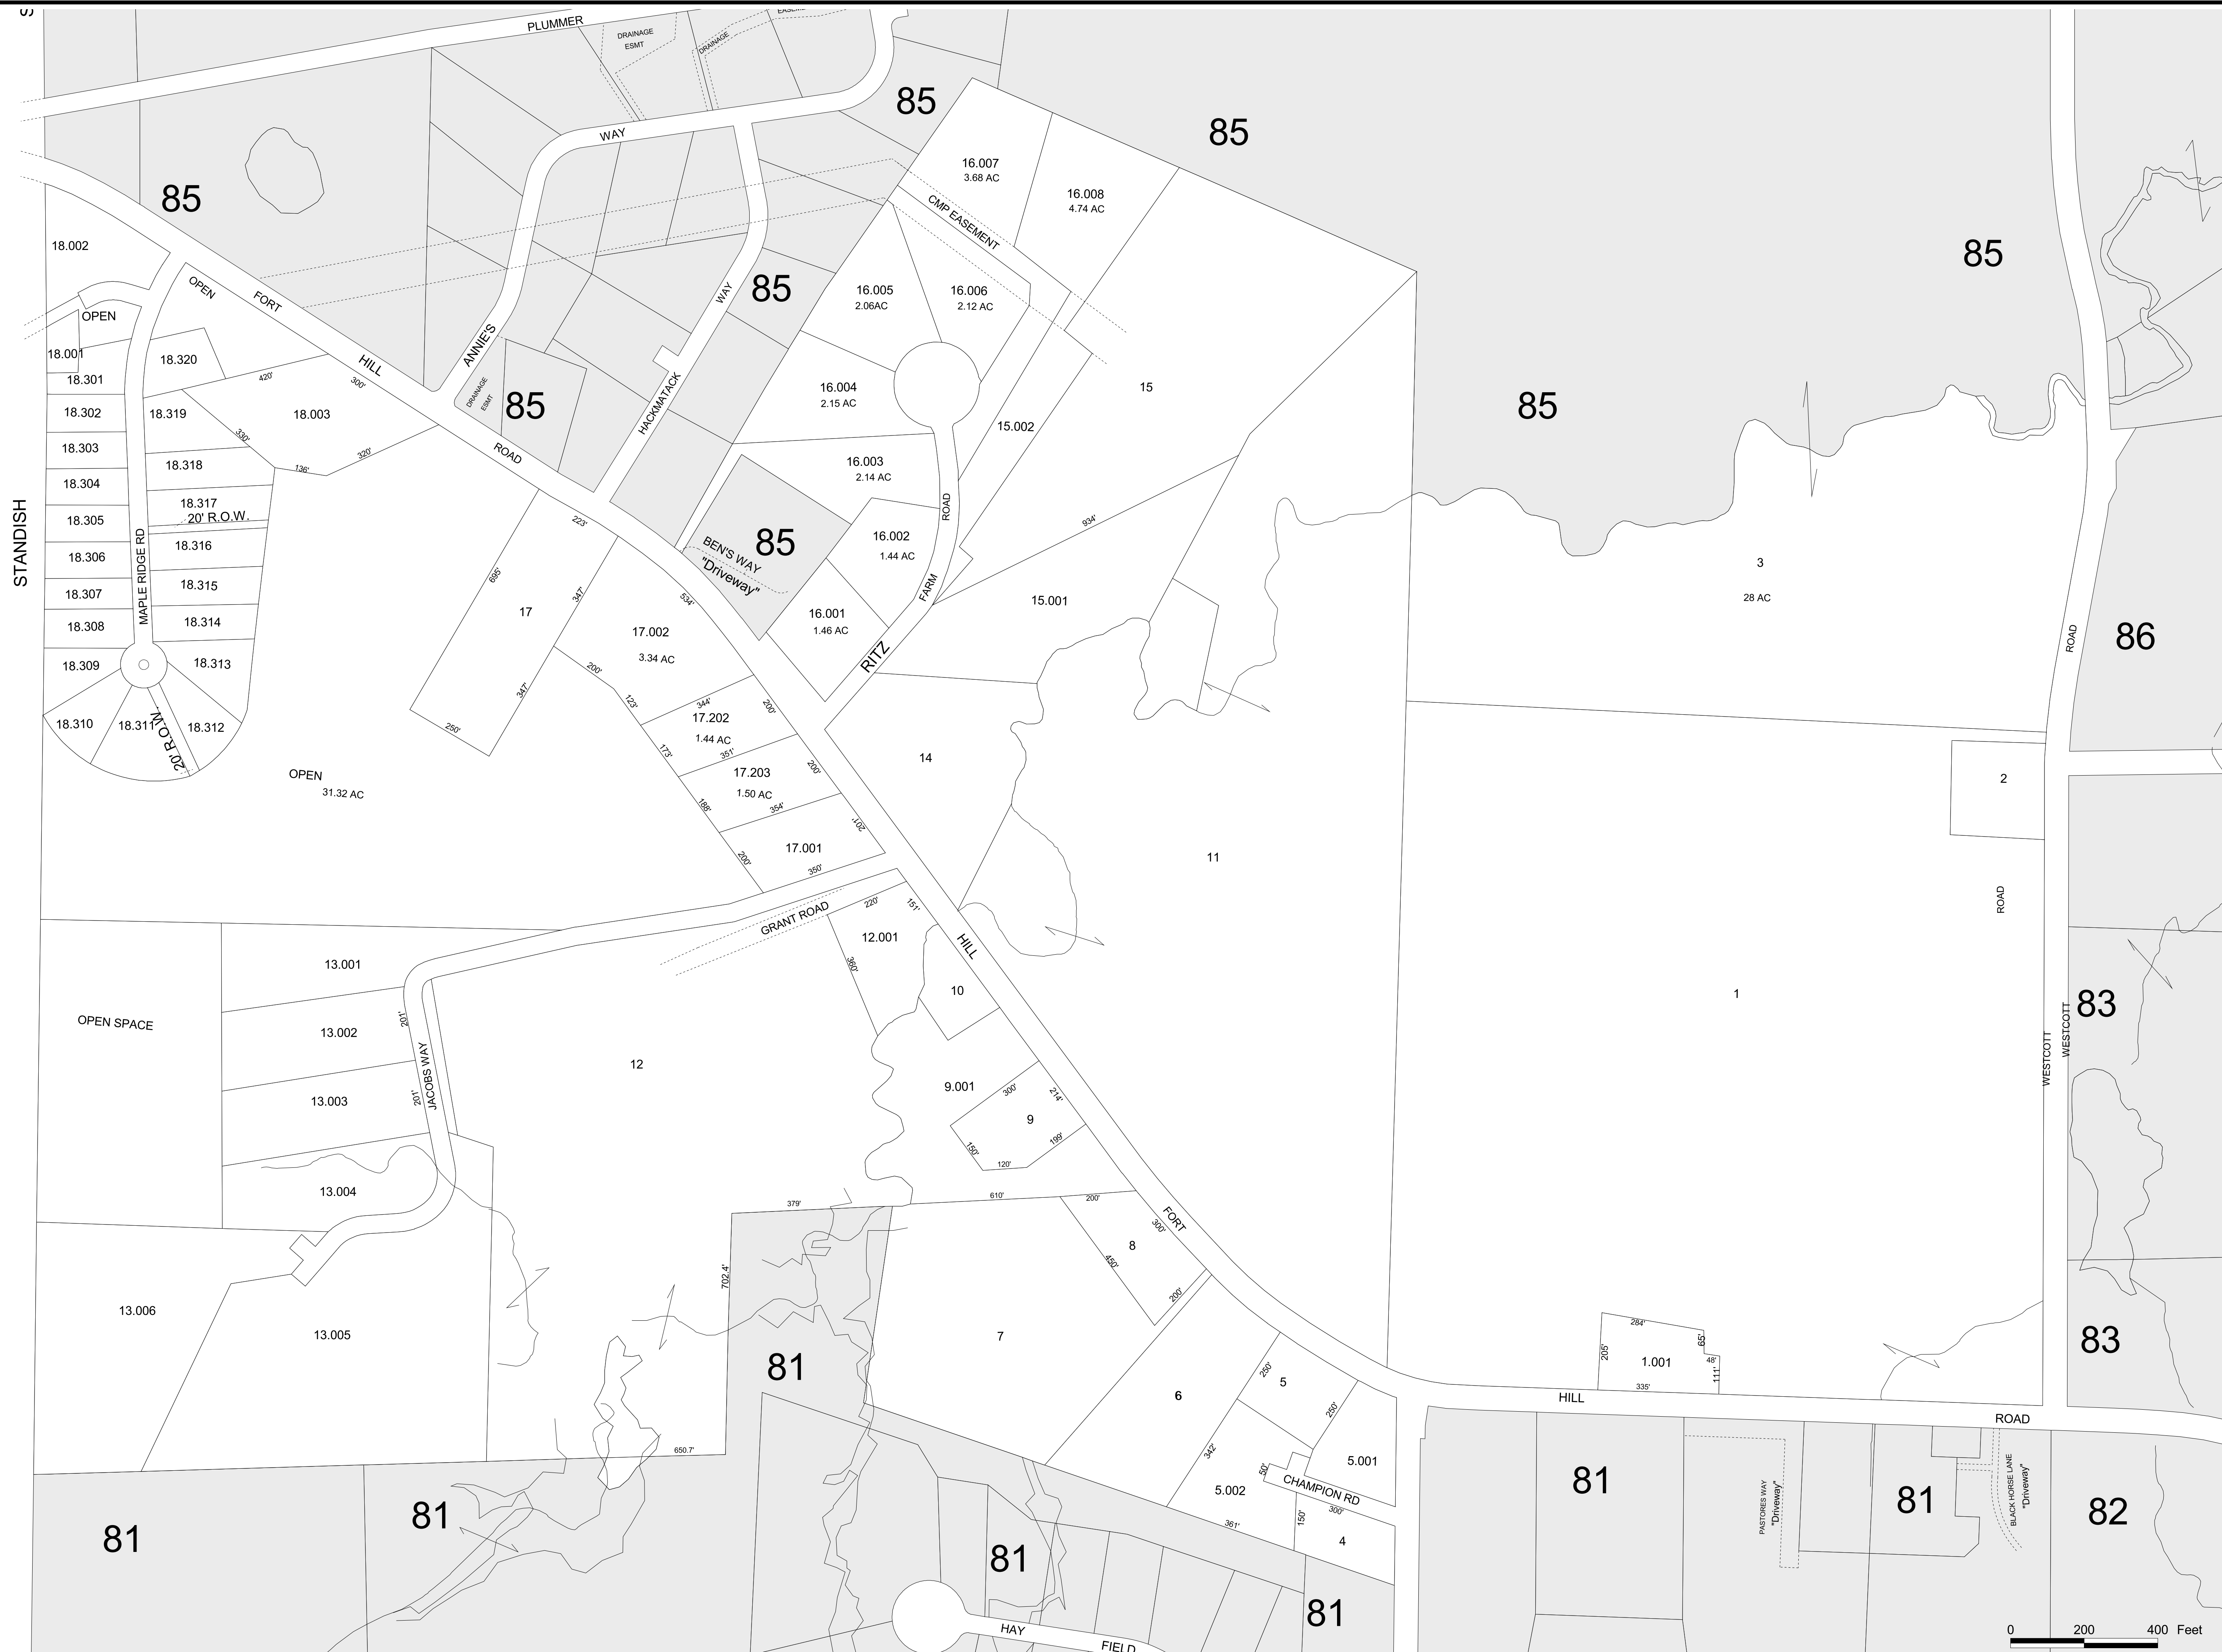 S
PLUMMER
DRAINAGE
ESMT
DRAINAGE
85
85
85
WAY
16.007
3.68 AC
16.008
4.74 AC
CMP EASEMENT
85
18.002
OPEN
FORT
OPEN
85
WAY
85
16.005
2.06AC
16.006
2.12 AC
ANNIE'S
HILL
18.001
18.320
18.301
420'
300'
18.302
18.319
18.003
330'
DRAINAGE
ESMT
85
HACKMATACK
16.004
2.15 AC
15
85
15.002
18.303
18.318
136'
320'
ROAD
16.003
2.14 AC
18.304
18.317
20' R.O.W.
STANDISH
18.305
18.316
223'
ROAD
934'
16.002
1.44 AC
BEN'S WAY
"Driveway"
85
18.306
18.307
18.315
MAPLE RIDGE RD
695'
347'
534'
17
FARM
15.001
3
28 AC
18.308
18.314
16.001
1.46 AC
17.002
3.34 AC
RITZ
ROAD
86
18.309
18.313
200'
347'
123'
344'
200'
18.310
18.311
20' R.O.W.
18.312
250'
17.202
1.44 AC
351'
173'
200'
14
2
OPEN
31.32 AC
17.203
1.50 AC
354'
188'
201'
17.001
200'
350'
11
ROAD
GRANT ROAD
220'
151'
12.001
360'
HILL
13.001
10
1
83
OPEN SPACE
201'
13.002
12
WESTCOTT
WESTCOTT
13.003
201'
JACOBS WAY
9.001
300'
214'
9
150'
120'
199'
13.004
379'
610'
200'
300'
FORT
8
450'
200'
702.4'
13.006
13.005
81
7
284'
65'
205'
1.001
48'
111'
335'
83
250'
5
6
250'
HILL
ROAD
342'
650.7'
50'
5.001
CHAMPION RD
5.002
300'
361'
150'
4
81
81
81
PASTORES WAY
"Driveway"
81
BLACK HORSE LANE
"Driveway"
82
81
81
HAY
FIELD
0 200 400 Feet